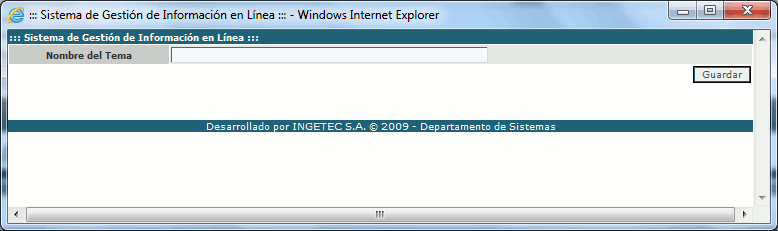 ::: Sistema de Gestión de Información en Línea ::: - Windows Internet Explorer
::: Sistema de Gestión de Información en Línea :::
Nombre del Tema
Guardar
Desarrollado por INGETEC S.A. © 2009 - Departamento de Sistemas